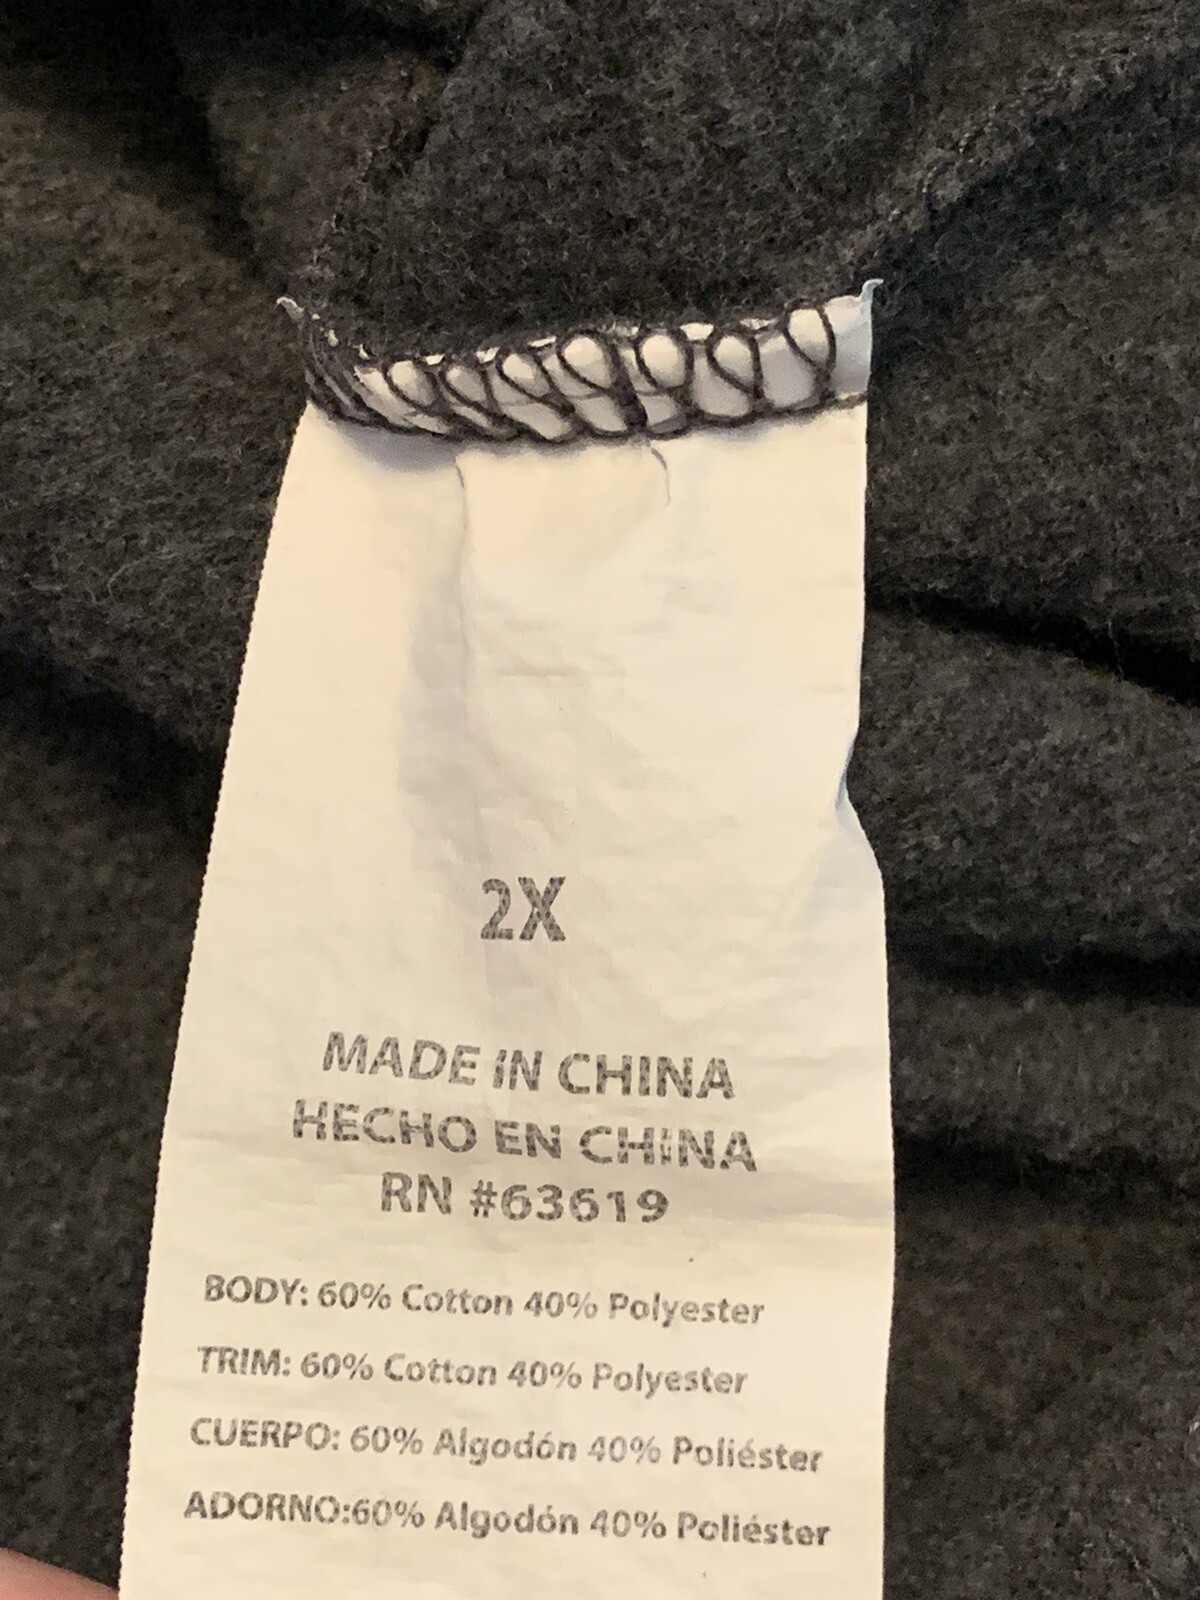 2X
MADE IN CHINA
HECHO EN CHINA
RN #63619
BODY: 60% Cotton 40% Polyester
TRIM: 60% Cotton 40% Polyester
CUERPO: 60% Algodón 40% Poliéster
ADORNO:60% Algodón 40% Poliéster